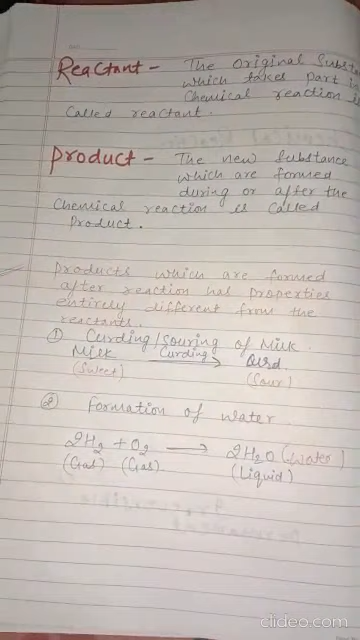 Reactant - The Original Substa
which takes part in
Chemical reaction i
Called reactant.
Product - The new Substance
which are formed
during or after the
Chemical reaction is Called
Product.
Products which are formed
after reaction has properties
entirely different from the
reactants.
① Curding/souring of Milk.
Milk Curding→ Curd.
(Sweet) (Sour)
② Formation of water.
2H₂ + O₂ → 2H₂O (water)
(Gas) (Gas) (Liquid)
clideo.com